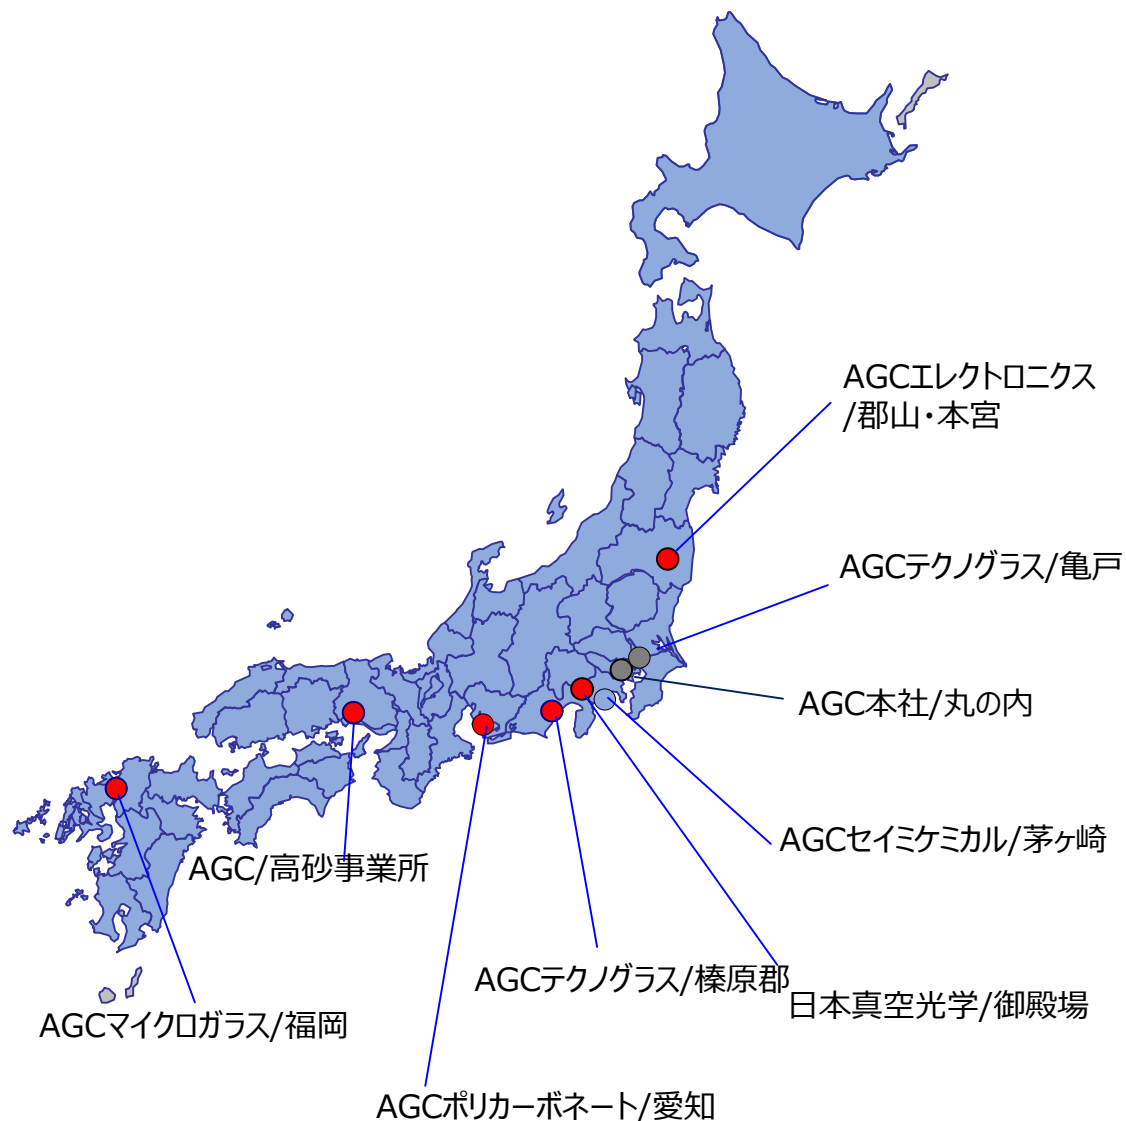 AGCエレクトロニクス
/郡山・本宮
AGCテクノグラス/亀戸
AGC本社/丸の内
AGCセイミケミカル/茅ヶ崎
AGC/高砂事業所
AGCテクノグラス/榛原郡
日本真空光学/御殿場
AGCマイクロガラス/福岡
AGCポリカーボネート/愛知